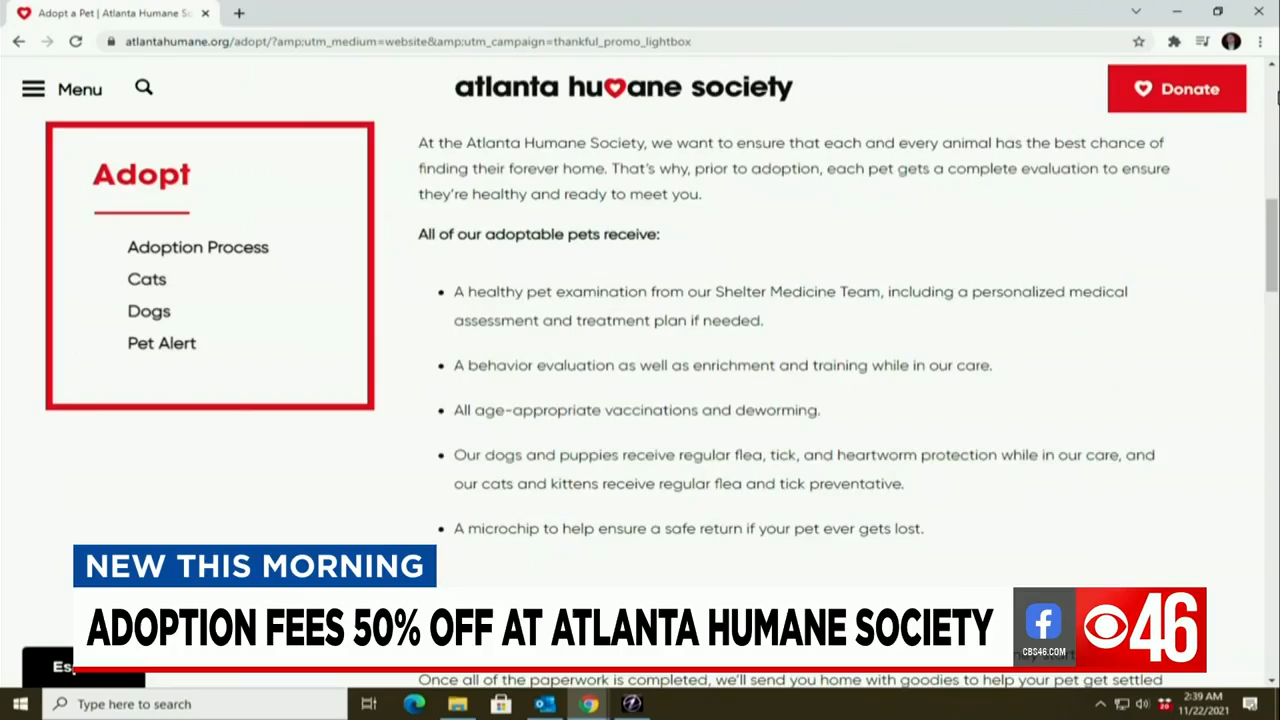 Adopt a Pet | Atlanta Humane So
atlantahumane.org/adopt/?amp;utm_medium=website&amp;utm_campaign=thankful_promo_lightbox
Menu
atlanta humane society
Donate
Adopt
Adoption Process
Cats
Dogs
Pet Alert
At the Atlanta Humane Society, we want to ensure that each and every animal has the best chance of
finding their forever home. That's why, prior to adoption, each pet gets a complete evaluation to ensure
they're healthy and ready to meet you.
All of our adoptable pets receive:
• A healthy pet examination from our Shelter Medicine Team, including a personalized medical
assessment and treatment plan if needed.
• A behavior evaluation as well as enrichment and training while in our care.
• All age-appropriate vaccinations and deworming.
• Our dogs and puppies receive regular flea, tick, and heartworm protection while in our care, and
our cats and kittens receive regular flea and tick preventative.
• A microchip to help ensure a safe return if your pet ever gets lost.
NEW THIS MORNING
ADOPTION FEES 50% OFF AT ATLANTA HUMANE SOCIETY
CBS46.COM
46
Es
Once all of the paperwork is completed, we'll send you home with goodies to help your pet get settled
Type here to search
2:39 AM
11/22/2021